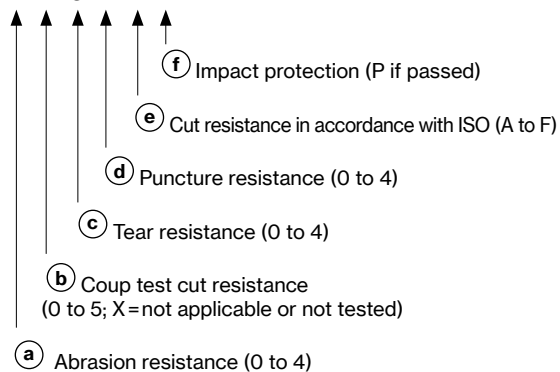 f Impact protection (P if passed)
e Cut resistance in accordance with ISO (A to F)
d Puncture resistance (0 to 4)
c Tear resistance (0 to 4)
b Coup test cut resistance
(0 to 5; X=not applicable or not tested)
a Abrasion resistance (0 to 4)